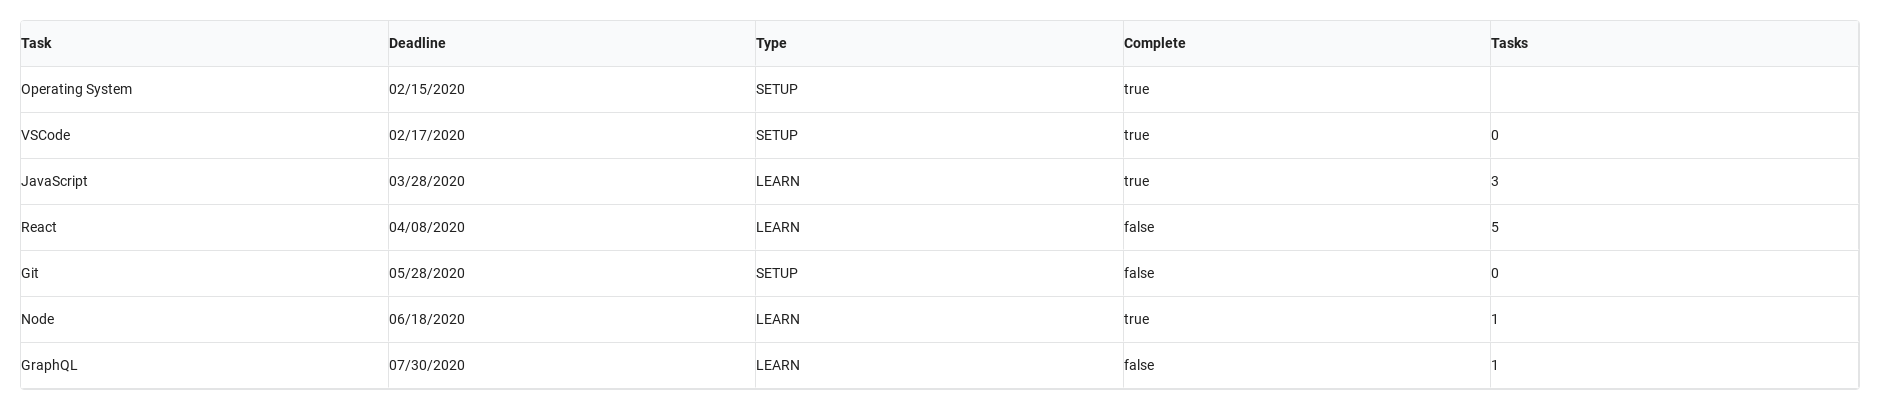 Task Deadline Type Complete Tasks
Operating System 02/15/2020 SETUP true
VSCode 02/17/2020 SETUP true 0
JavaScript 03/28/2020 LEARN true 3
React 04/08/2020 LEARN false 5
Git 05/28/2020 SETUP false 0
Node 06/18/2020 LEARN true 1
GraphQL 07/30/2020 LEARN false 1